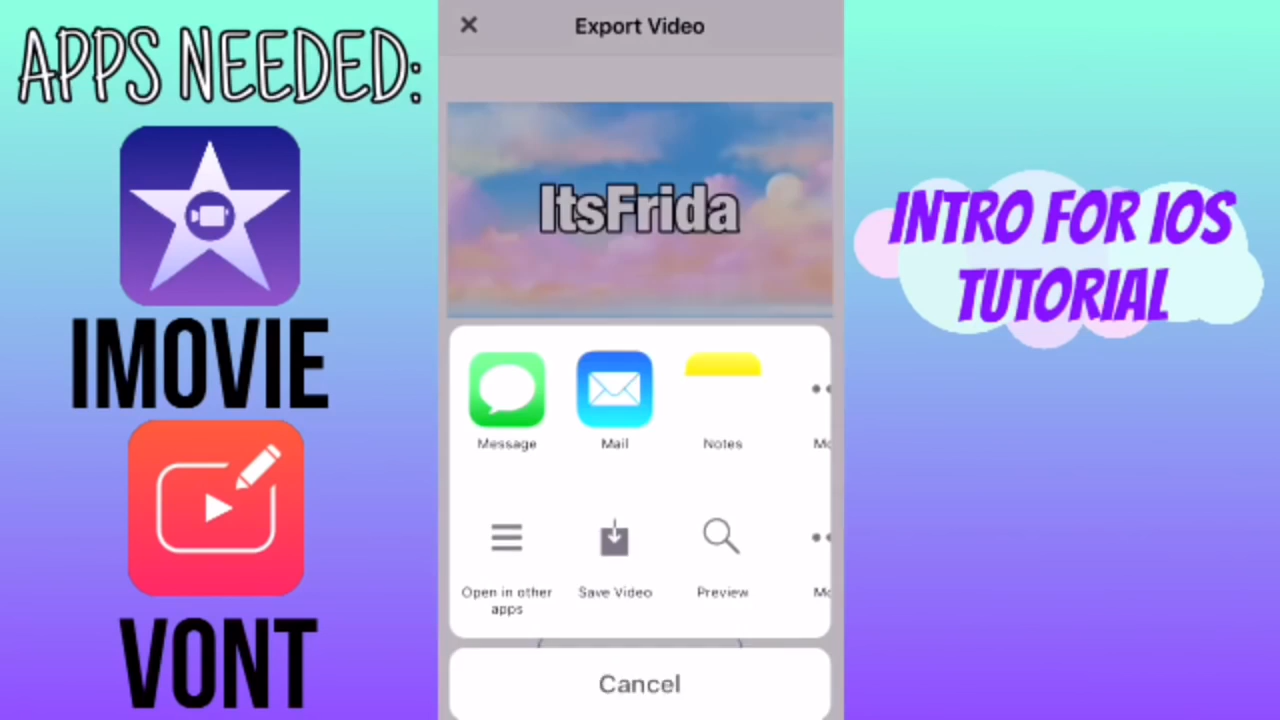 APPS NEEDED:
IMOVIE
VONT
Export Video
ItsFrida
Message
Mail
Notes
Open in other
apps
Save Video
Preview
Cancel
INTRO FOR IOS
TUTORIAL